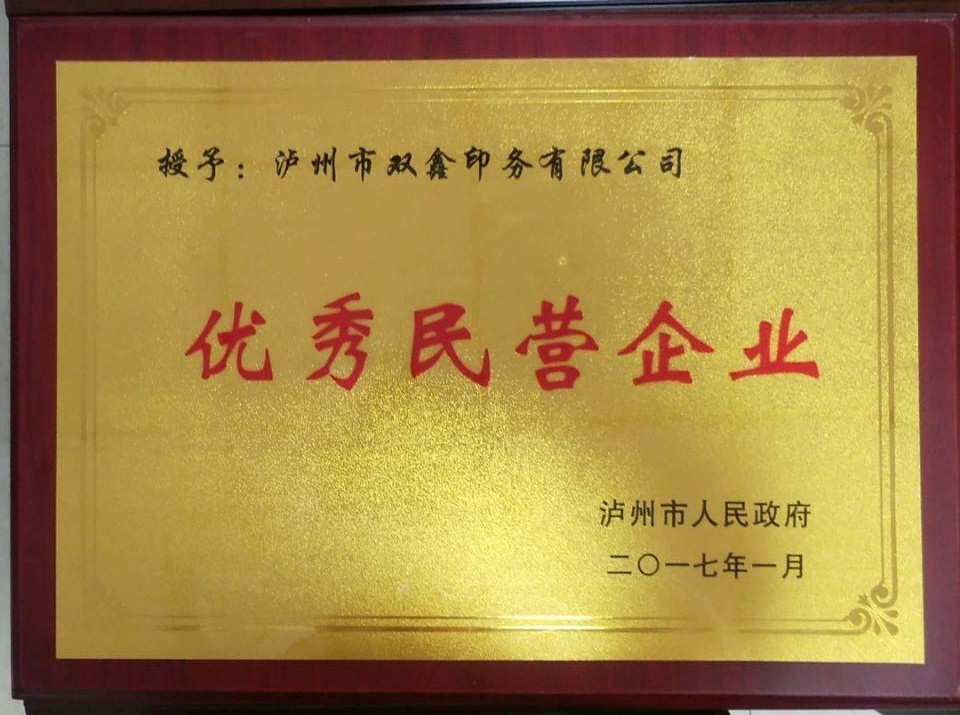 授予：泸州市双鑫印务有限公司
优秀民营企业
泸州市人民政府
二〇一七年一月